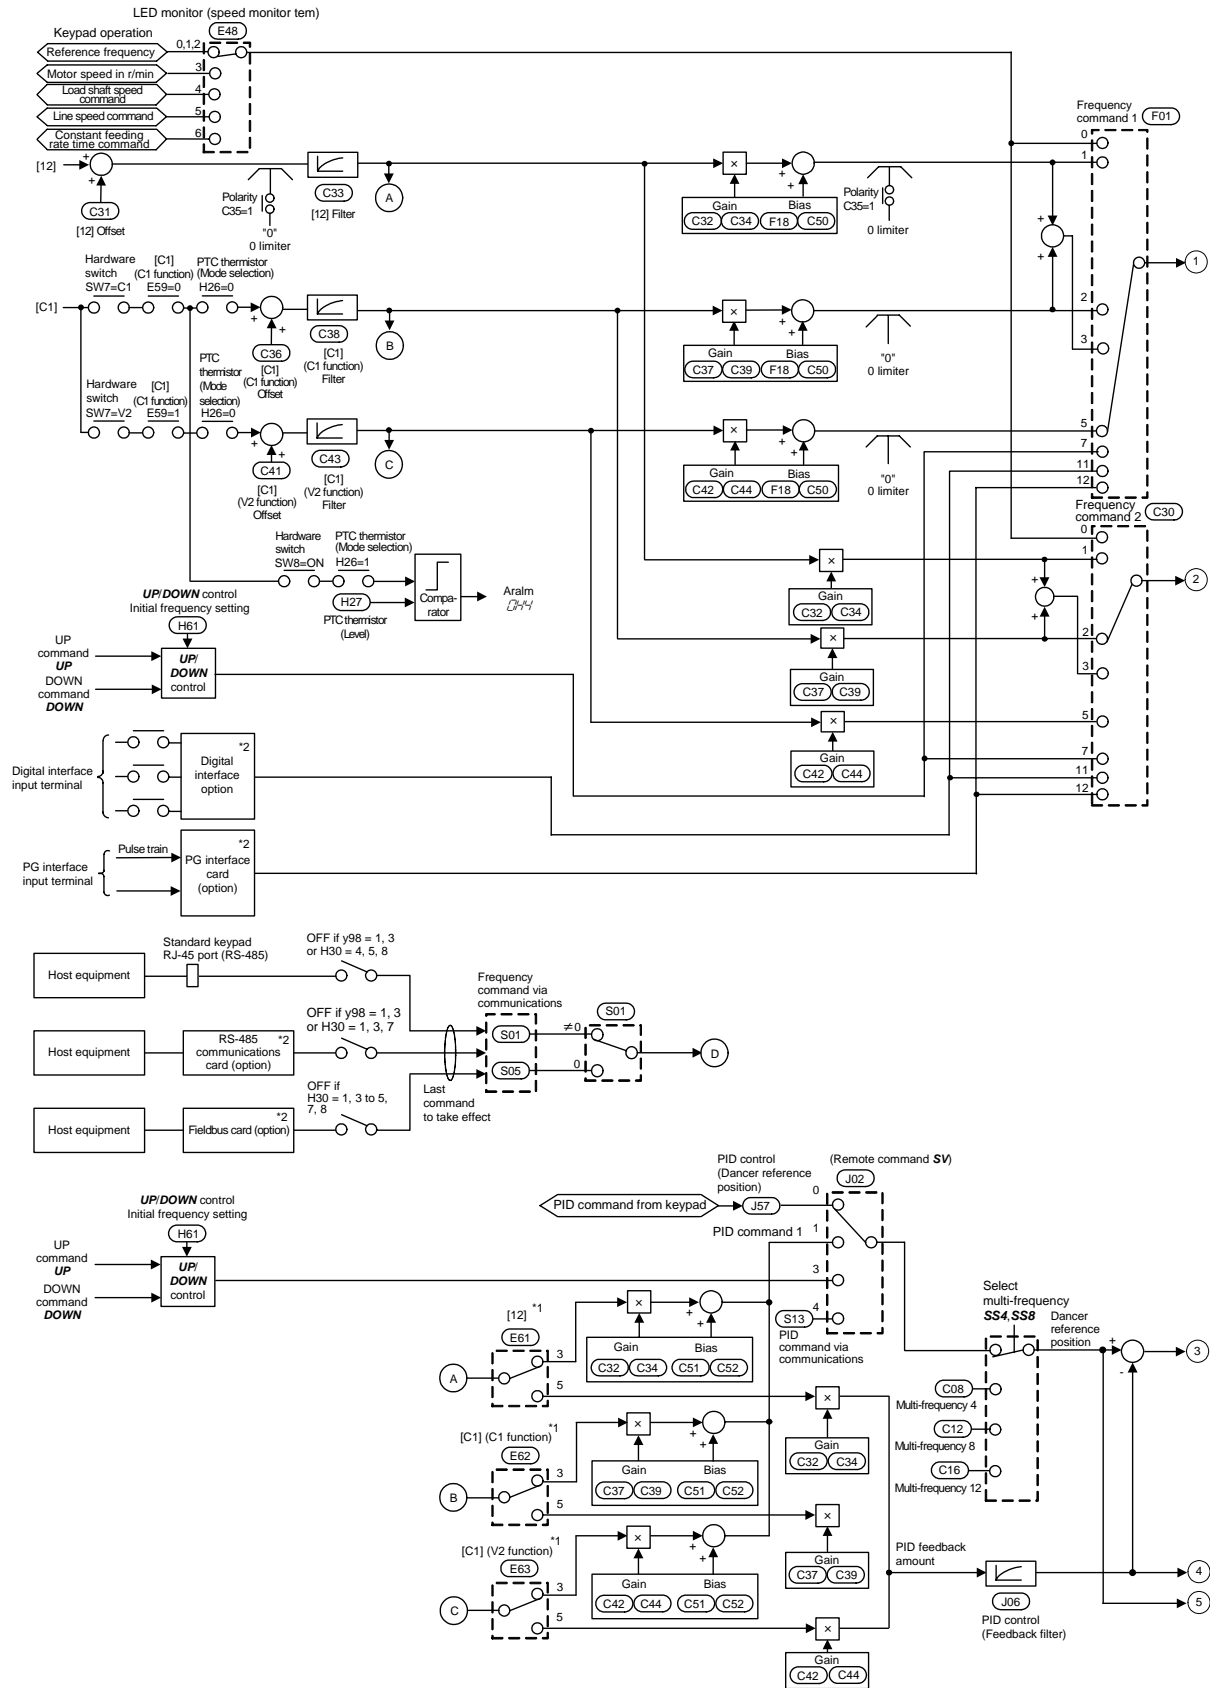 LED monitor (speed monitor tem)
Keypad operation
E48
Reference frequency
0,1,2
Motor speed in r/min
3
Load shaft speed
command
4
Line speed command
5
Constant feeding
rate time command
6
Frequency
command 1
F01
0
1
2
3
5
7
11
12
1
[12]
+
+
C31
[12] Offset
Polarity
C35=1
"0"
0 limiter
C33
[12] Filter
A
×
Gain
C32
C34
+
+
Bias
F18
C50
Polarity
C35=1
"0"
0 limiter
+
+
[C1]
Hardware
switch
SW7=C1
[C1]
(C1 function)
E59=0
PTC thermistor
(Mode selection)
H26=0
+
+
C36
[C1]
(C1 function)
Offset
C38
[C1]
(C1 function)
Filter
B
×
Gain
C37
C39
+
+
Bias
F18
C50
"0"
0 limiter
Hardware
switch
SW7=V2
[C1]
(C1 function)
E59=1
PTC
thermistor
(Mode
selection)
H26=0
+
+
C41
[C1]
(V2 function)
Offset
C43
[C1]
(V2 function)
Filter
C
×
Gain
C42
C44
+
+
Bias
F18
C50
"0"
0 limiter
Hardware
switch
SW8=ON
PTC thermistor
(Mode selection)
H26=1
H27
PTC thermistor
(Level)
Compa-
rator
Aralm
0H4
Frequency
command 2
C30
0
1
2
3
5
7
11
12
2
×
Gain
C32
C34
+
+
×
Gain
C37
C39
×
Gain
C42
C44
UP/DOWN control
Initial frequency setting
H61
UP
command
UP
DOWN
command
DOWN
UP/
DOWN
control
Digital interface
input terminal
*2
Digital
interface
option
PG interface
input terminal
Pulse train
*2
PG interface
card
(option)
Host equipment
Standard keypad
RJ-45 port (RS-485)
OFF if y98 = 1, 3
or H30 = 4, 5, 8
Host equipment
RS-485 *2
communications
card (option)
OFF if y98 = 1, 3
or H30 = 1, 3, 7
Host equipment
*2
Fieldbus card (option)
OFF if
H30 = 1, 3 to 5,
7, 8
Last
command
to take effect
Frequency
command via
communications
S01
S05
≠0
0
S01
D
UP/DOWN control
Initial frequency setting
H61
UP
command
UP
DOWN
command
DOWN
UP/
DOWN
control
PID command from keypad
PID control
(Dancer reference
position)
J57
(Remote command SV)
J02
0
PID command 1
1
3
4
S13
PID
command via
communications
[12] *1
E61
A
3
5
×
Gain
C32
C34
+
+
Bias
C51
C52
×
Gain
C32
C34
[C1] (C1 function) *1
E62
B
3
5
×
Gain
C37
C39
+
+
Bias
C51
C52
×
Gain
C37
C39
[C1] (V2 function) *1
E63
C
3
5
×
Gain
C42
C44
+
+
Bias
C51
C52
×
Gain
C42
C44
Select
multi-frequency
SS4,SS8
C08
Multi-frequency 4
C12
Multi-frequency 8
C16
Multi-frequency 12
Dancer
reference
position
+
-
3
PID feedback
amount
J06
PID control
(Feedback filter)
4
5